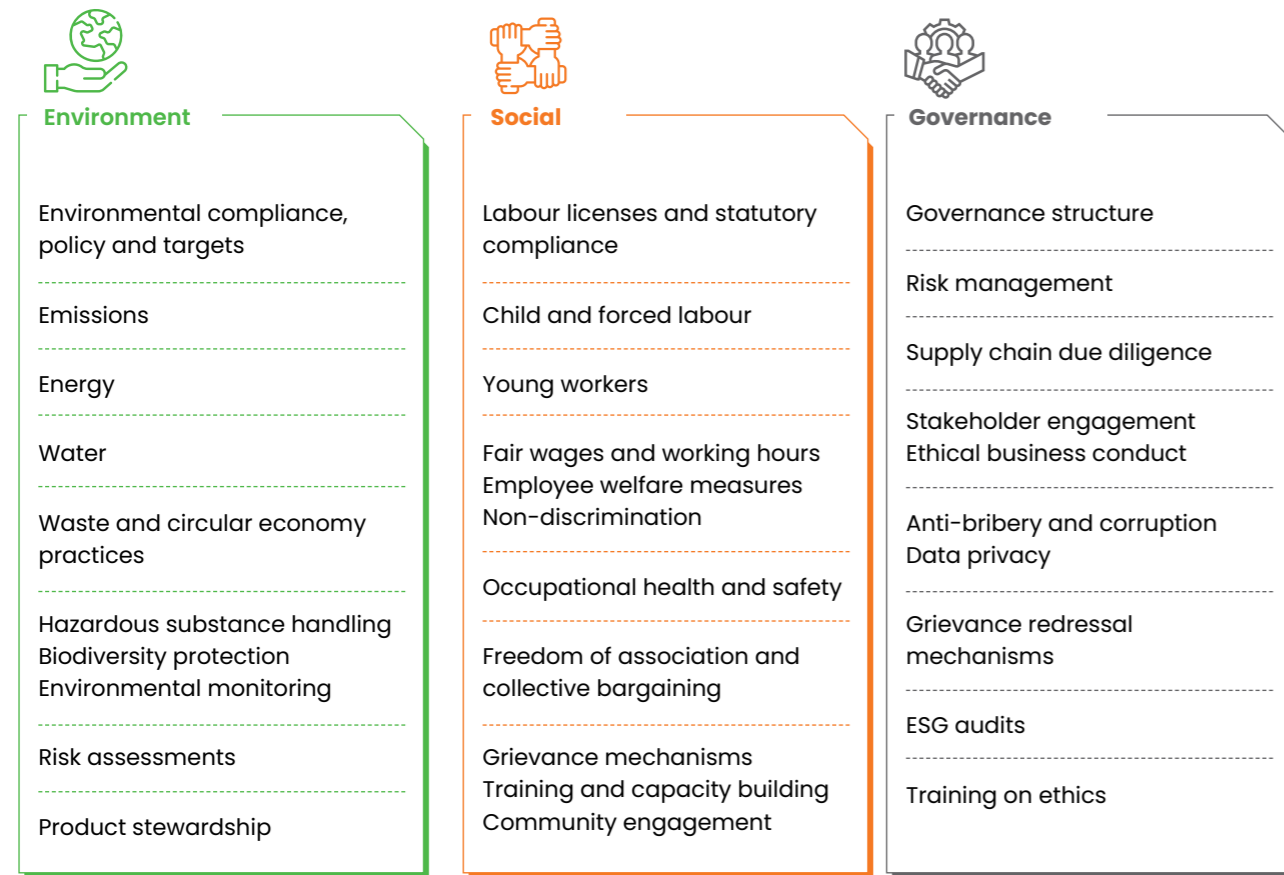 Environment
Environmental compliance,
policy and targets
Emissions
Energy
Water
Waste and circular economy
practices
Hazardous substance handling
Biodiversity protection
Environmental monitoring
Risk assessments
Product stewardship
Social
Labour licenses and statutory
compliance
Child and forced labour
Young workers
Fair wages and working hours
Employee welfare measures
Non-discrimination
Occupational health and safety
Freedom of association and
collective bargaining
Grievance mechanisms
Training and capacity building
Community engagement
Governance
Governance structure
Risk management
Supply chain due diligence
Stakeholder engagement
Ethical business conduct
Anti-bribery and corruption
Data privacy
Grievance redressal
mechanisms
ESG audits
Training on ethics